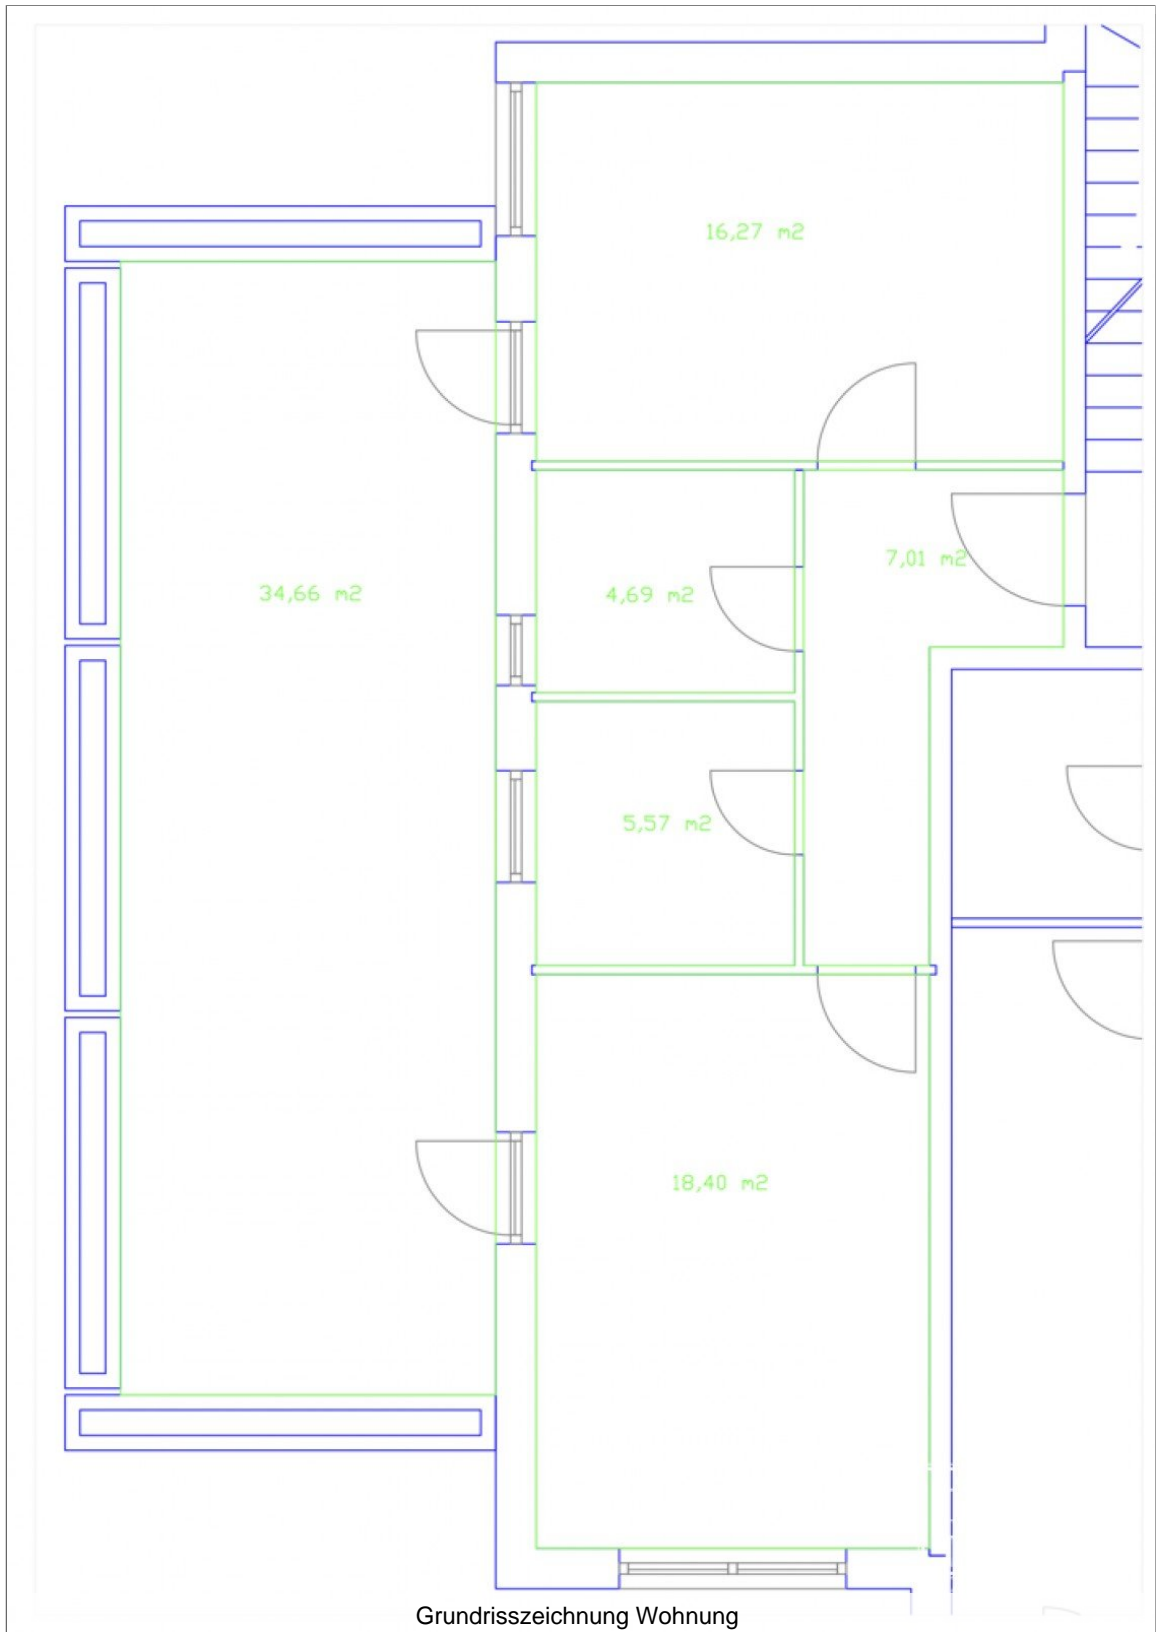 16,27 m2
7,01 m2
34,66 m2
4,69 m2
5,57 m2
18,40 m2
Grundrisszeichnung Wohnung